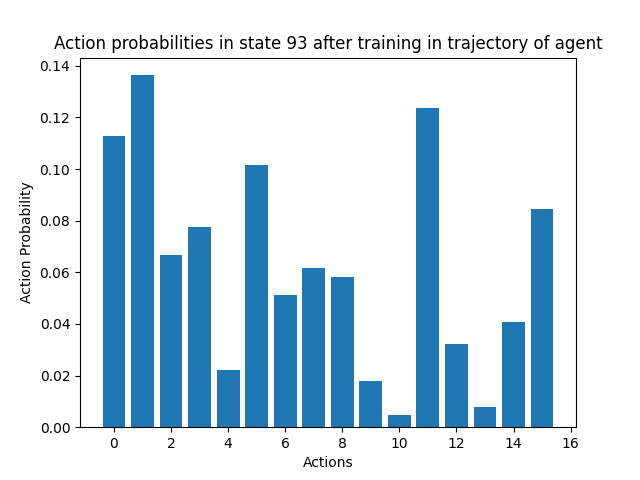 Action probabilities in state 93 after training in trajectory of agent
0.14
0.12
0.10
0.08
0.06
0.04
0.02
0.00
Action Probability
0 2 4 6 8 10 12 14 16
Actions